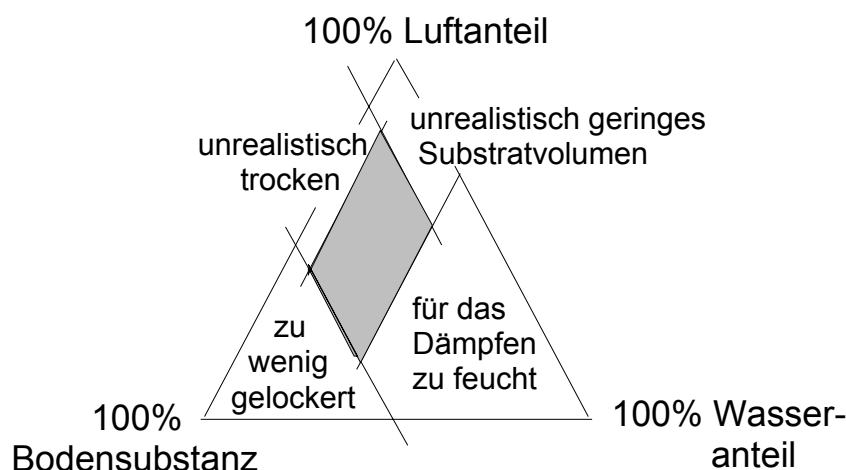 100% Luftanteil
unrealistisch
trocken
unrealistisch geringes
Substratvolumen
zu
wenig
gelockert
für das
Dämpfen
zu feucht
100%
Bodensubstanz
100% Wasser-
anteil